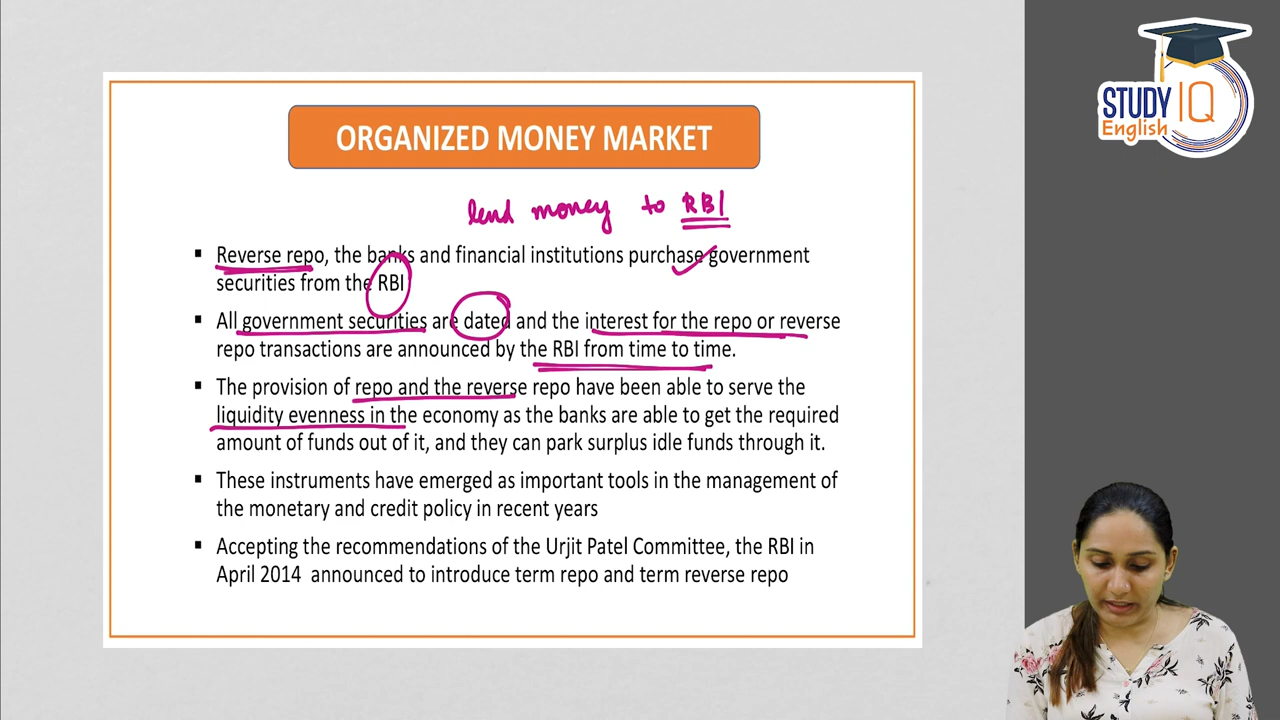 STUDY IQ
English
ORGANIZED MONEY MARKET
lend money to RBI
▪ Reverse repo, the banks and financial institutions purchase government
securities from the RBI
▪ All government securities are dated and the interest for the repo or reverse
repo transactions are announced by the RBI from time to time.
▪ The provision of repo and the reverse repo have been able to serve the
liquidity evenness in the economy as the banks are able to get the required
amount of funds out of it, and they can park surplus idle funds through it.
▪ These instruments have emerged as important tools in the management of
the monetary and credit policy in recent years
▪ Accepting the recommendations of the Urjit Patel Committee, the RBI in
April 2014 announced to introduce term repo and term reverse repo